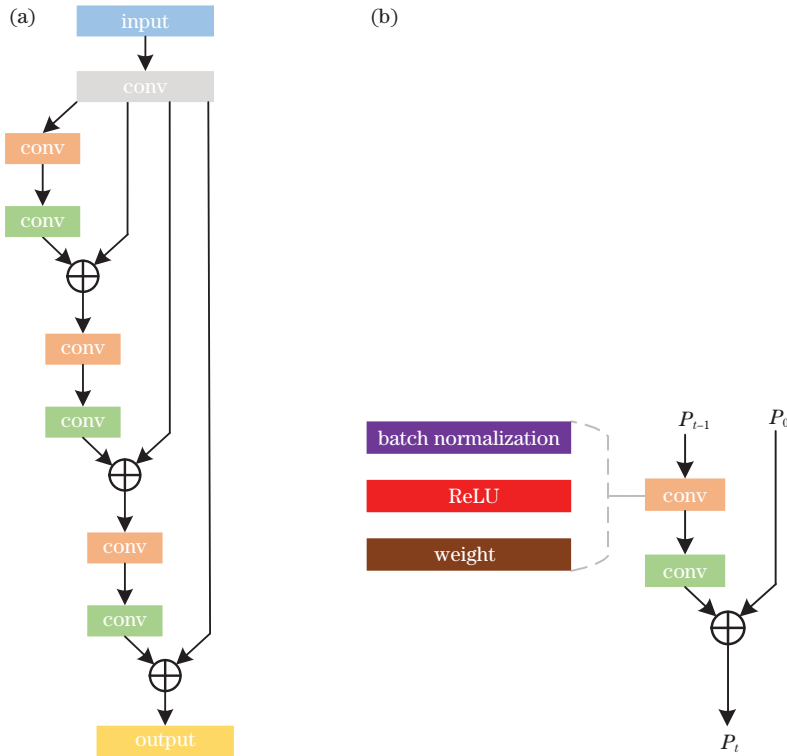 (a)
input
conv
conv
conv
conv
conv
conv
conv
output
(b)
batch normalization
ReLU
weight
P_{t-1}
P_0
conv
conv
P_t